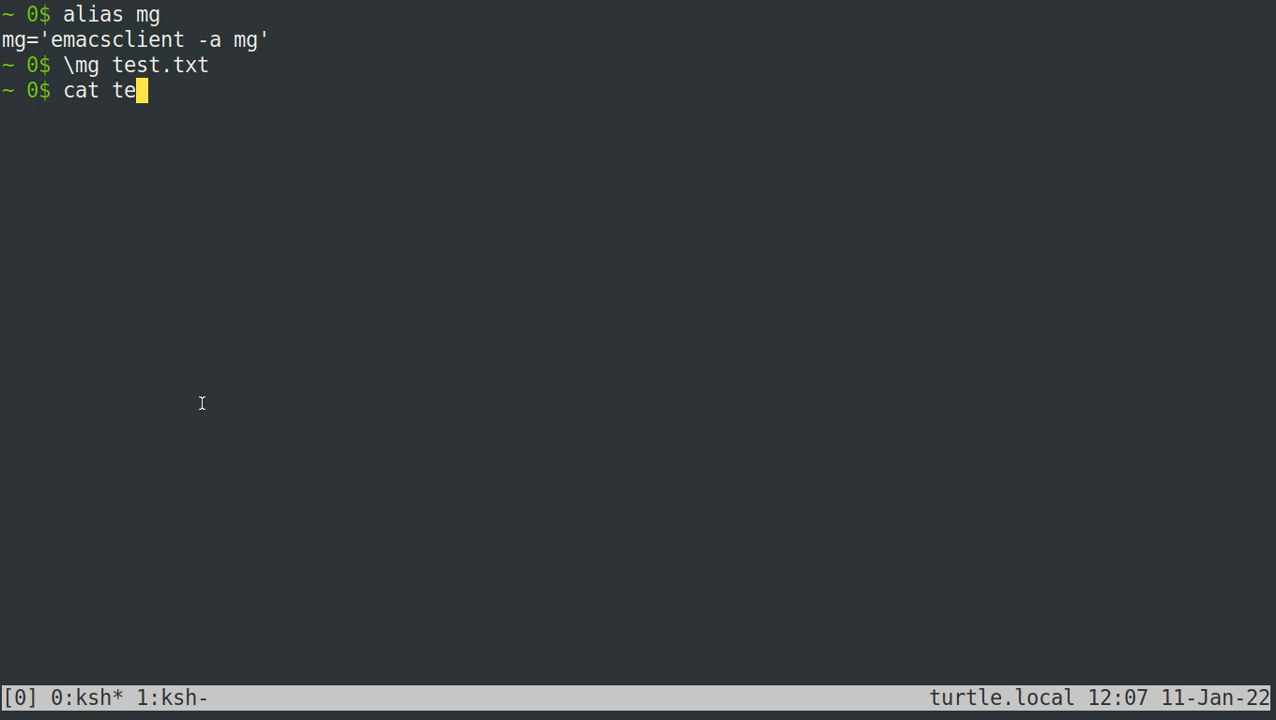 ~ 0$ alias mg
mg='emacsclient -a mg'
~ 0$ \mg test.txt
~ 0$ cat te
[0] 0:ksh* 1:ksh- turtle.local 12:07 11-Jan-22